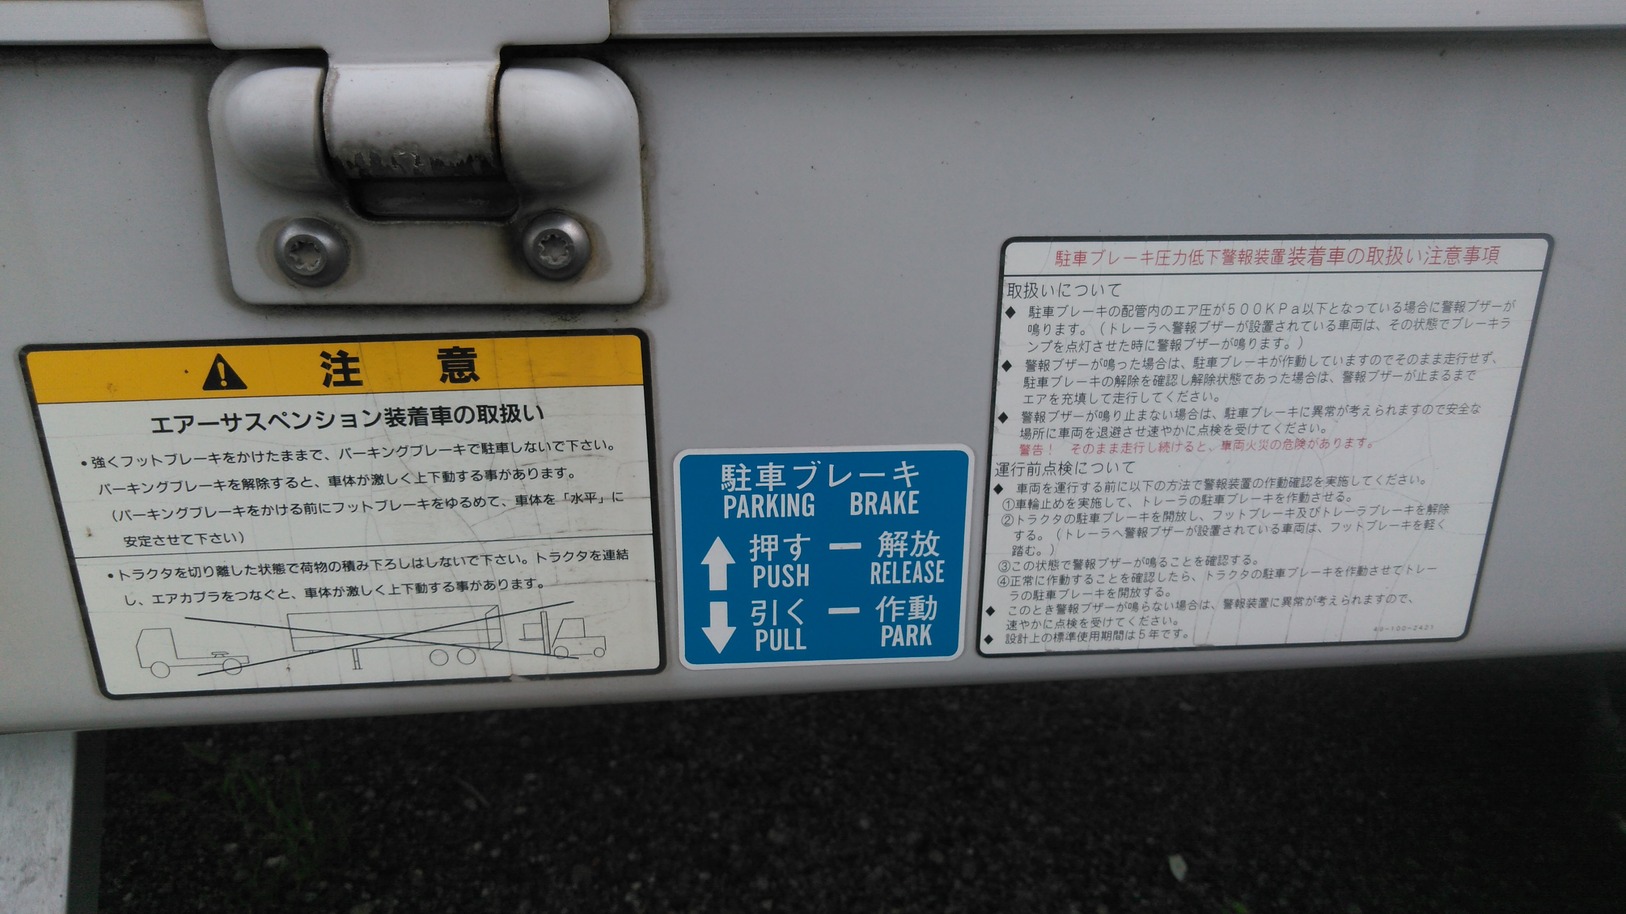 注 意
エアーサスペンション装着車の取扱い
・強くフットブレーキをかけたままで、パーキングブレーキで駐車しないで下さい。
パーキングブレーキを解除すると、車体が激しく上下動する事があります。
（パーキングブレーキをかける前にフットブレーキをゆるめて、車体を「水平」に
安定させて下さい）
・トラクタを切り離した状態で荷物の積み下ろしはしないで下さい。トラクタを連結
し、エアカプラをつなぐと、車体が激しく上下動する事があります。
駐車ブレーキ
PARKING BRAKE
押す ー 解放
PUSH RELEASE
引く ー 作動
PULL PARK
駐車ブレーキ圧力低下警報装置装着車の取扱い注意事項
取扱いについて
◆ 駐車ブレーキの配管内のエア圧が５００ＫＰａ以下となっている場合に警報ブザーが
鳴ります。（トレーラへ警報ブザーが設置されている車両は、その状態でブレーキラ
ンプを点灯させた時に警報ブザーが鳴ります。）
◆ 警報ブザーが鳴った場合は、駐車ブレーキが作動していますのでそのまま走行せず、
駐車ブレーキの解除を確認し解除状態であった場合は、警報ブザーが止まるまで
エアを充填して走行してください。
◆ 警報ブザーが鳴り止まない場合は、駐車ブレーキに異常が考えられますので安全な
場所に車両を退避させ速やかに点検を受けてください。
警告！ そのまま走行し続けると、車両火災の危険があります。
運行前点検について
◆ 車両を運行する前に以下の方法で警報装置の作動確認を実施してください。
①車輪止めを実施して、トレーラの駐車ブレーキを作動させる。
②トラクタの駐車ブレーキを開放し、フットブレーキ及びトレーラブレーキを解除
する。（トレーラへ警報ブザーが設置されている車両は、フットブレーキを軽く
踏む。）
③この状態で警報ブザーが鳴ることを確認する。
④正常に作動することを確認したら、トラクタの駐車ブレーキを作動させてトレー
ラの駐車ブレーキを開放する。
◆ このとき警報ブザーが鳴らない場合は、警報装置に異常が考えられますので、
速やかに点検を受けてください。
◆ 設計上の標準使用期間は５年です。